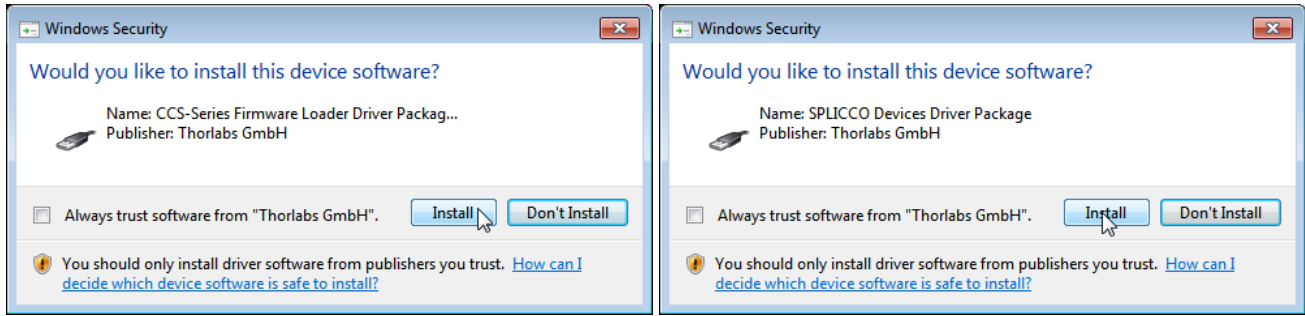 Windows Security
Would you like to install this device software?
Name: CCS-Series Firmware Loader Driver Packag...
Publisher: Thorlabs GmbH
Always trust software from "Thorlabs GmbH".
Install
Don't Install
You should only install driver software from publishers you trust. How can I
decide which device software is safe to install?
Windows Security
Would you like to install this device software?
Name: SPLICCO Devices Driver Package
Publisher: Thorlabs GmbH
Always trust software from "Thorlabs GmbH".
Install
Don't Install
You should only install driver software from publishers you trust. How can I
decide which device software is safe to install?